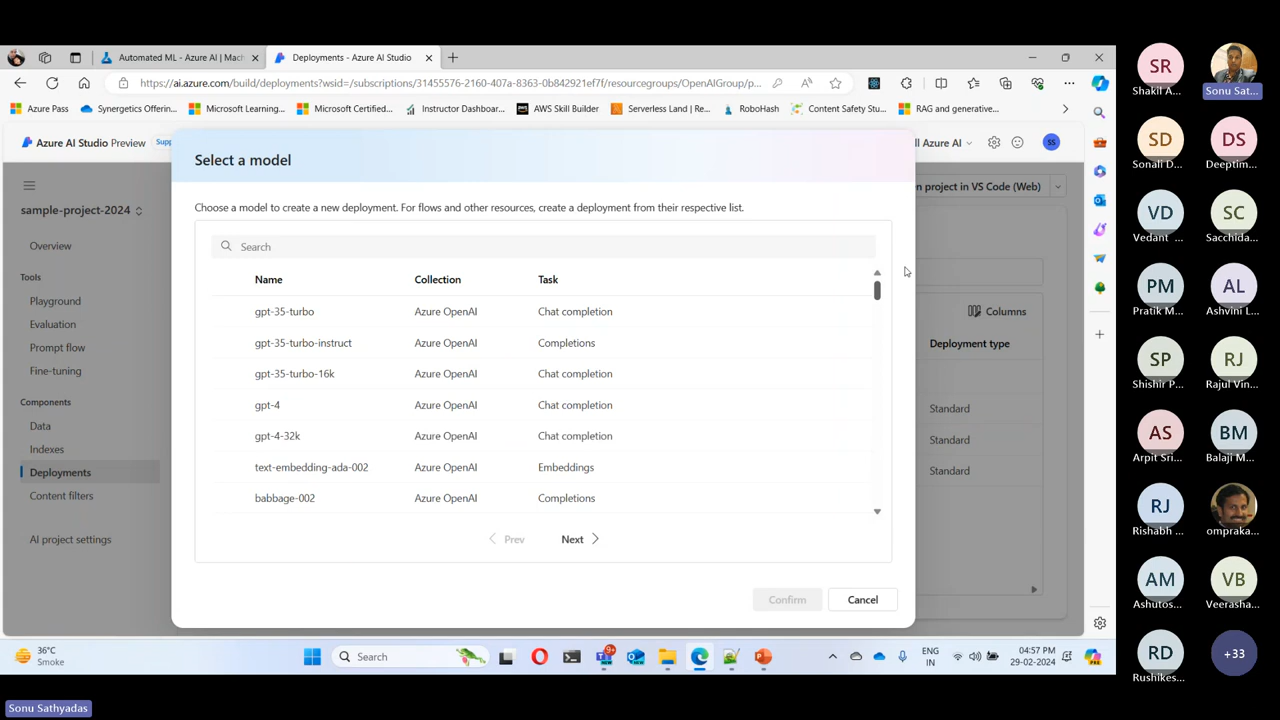 Automated ML - Azure AI | Mach
Deployments - Azure AI Studio
https://ai.azure.com/build/deployments?wsid=/subscriptions/31455576-2160-407a-8363-0b842921ef7f/resourcegroups/OpenAIGroup/p...
Azure Pass
Synergetics Offering...
Microsoft Learning...
Microsoft Certified...
Instructor Dashboar...
AWS Skill Builder
Serverless Land | Re...
RoboHash
Content Safety Stu...
RAG and generative...
Azure AI Studio Preview
Supp
ll Azure AI
SS
sample-project-2024
n project in VS Code (Web)
Overview
Tools
Playground
Evaluation
Prompt flow
Fine-tuning
Components
Data
Indexes
Deployments
Content filters
AI project settings
Select a model
Choose a model to create a new deployment. For flows and other resources, create a deployment from their respective list.
Search
Name Collection Task
gpt-35-turbo Azure OpenAI Chat completion
gpt-35-turbo-instruct Azure OpenAI Completions
gpt-35-turbo-16k Azure OpenAI Chat completion
gpt-4 Azure OpenAI Chat completion
gpt-4-32k Azure OpenAI Chat completion
text-embedding-ada-002 Azure OpenAI Embeddings
babbage-002 Azure OpenAI Completions
Prev Next
Confirm Cancel
Columns
Deployment type
Standard
Standard
Standard
36°C
Smoke
Search
9+
ENG
IN
04:57 PM
29-02-2024
SR
Shakil A...
Sonu Sat...
SD
Sonali D...
DS
Deeptim...
VD
Vedant ...
SC
Sacchida...
PM
Pratik M...
AL
Ashvini L...
SP
Shishir P...
RJ
Rajul Vin...
AS
Arpit Sri...
BM
Balaji M...
RJ
Rishabh ...
ompraka...
AM
Ashutos...
VB
Veerasha...
RD
Rushikes...
+33
Sonu Sathyadas